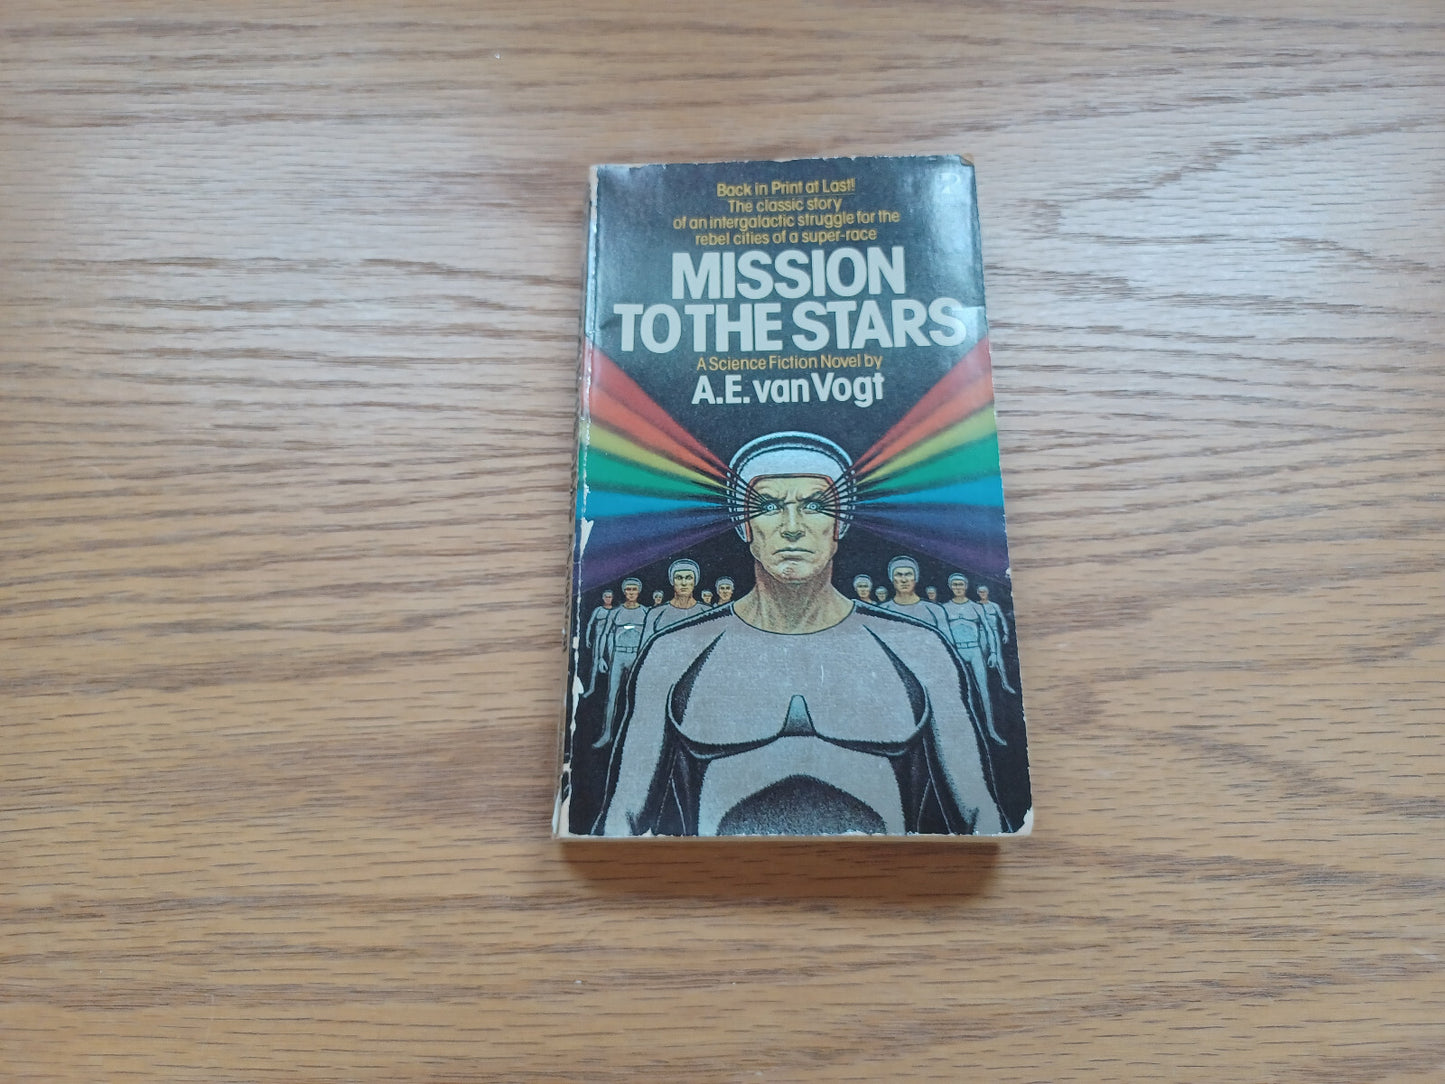 Back in Print at Last!
The classic story
of an intergalactic struggle for the
rebel cities of a super-race
MISSION
TO THE STARS
A Science Fiction Novel by
A.E. van Vogt